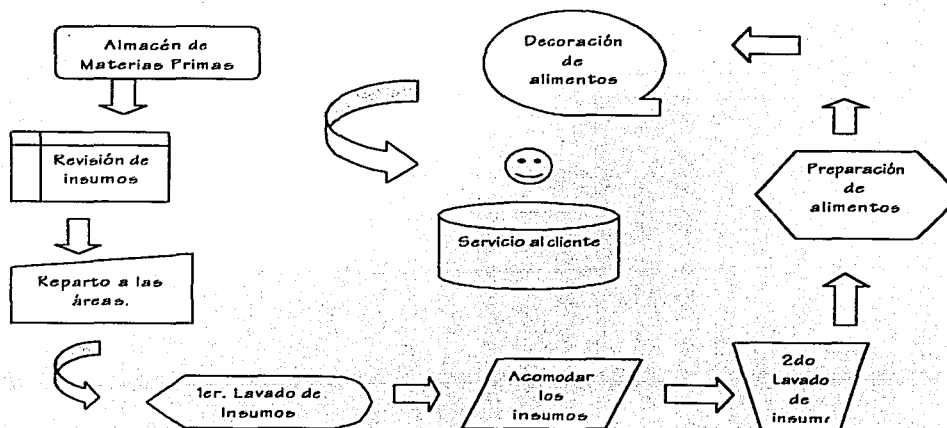 Almacén de
Materias Primas
Revisión de
insumos
Reparto a las
áreas.
1er. Lavado de
Insumos
Acomodar
los
insumos
2do
Lavado
de
insum
Preparación
de
alimentos
Decoración
de
alimentos
Servicio al cliente